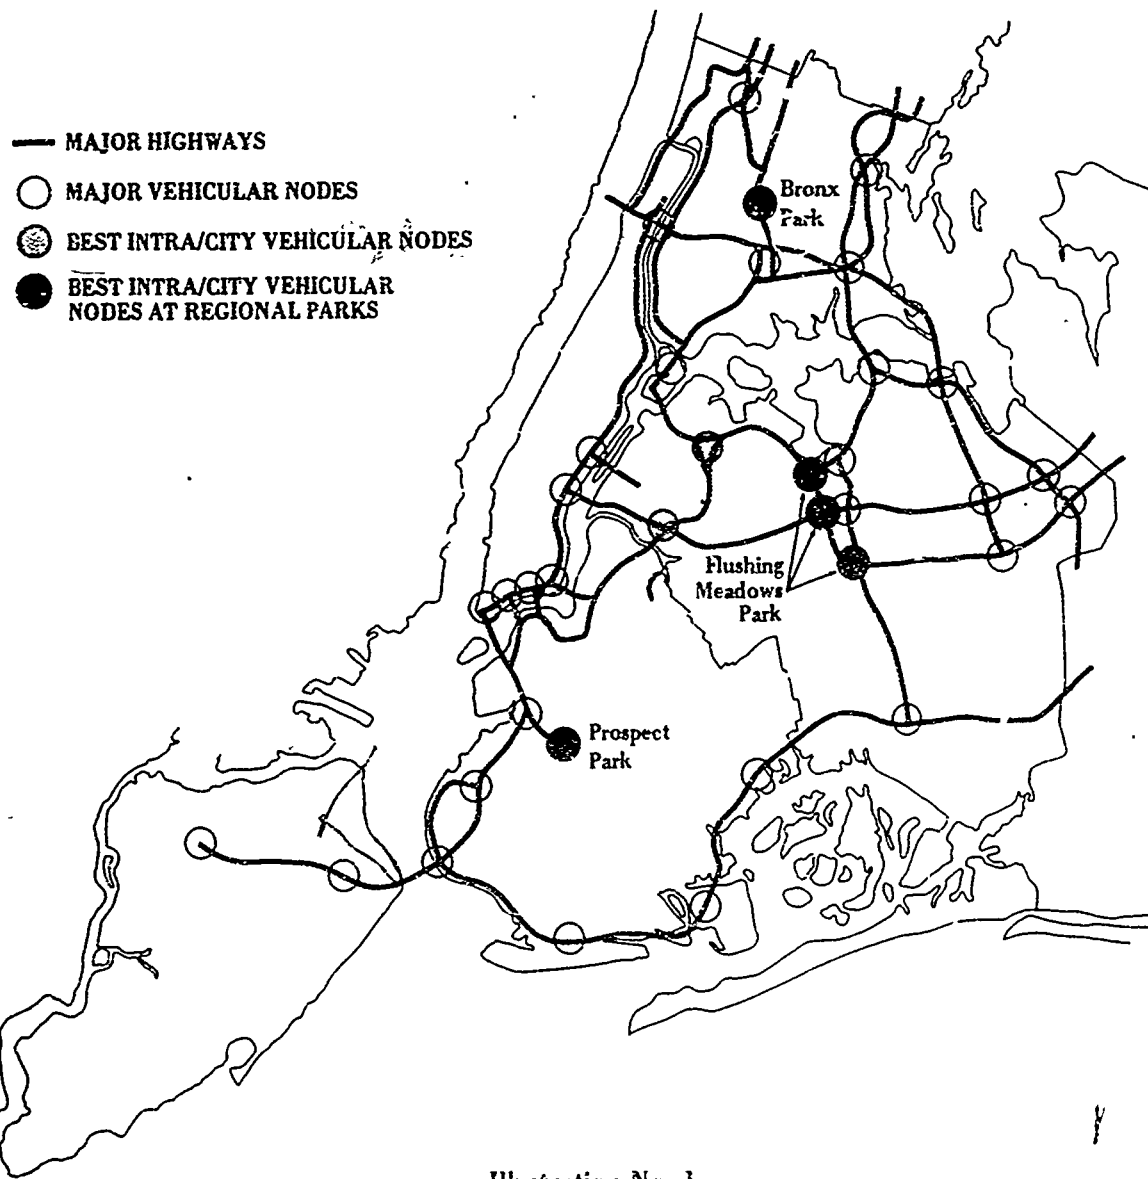 MAJOR HIGHWAYS
MAJOR VEHICULAR NODES
BEST INTRA/CITY VEHICULAR NODES
BEST INTRA/CITY VEHICULAR
NODES AT REGIONAL PARKS
Bronx
Park
Flushing
Meadows
Park
Prospect
Park